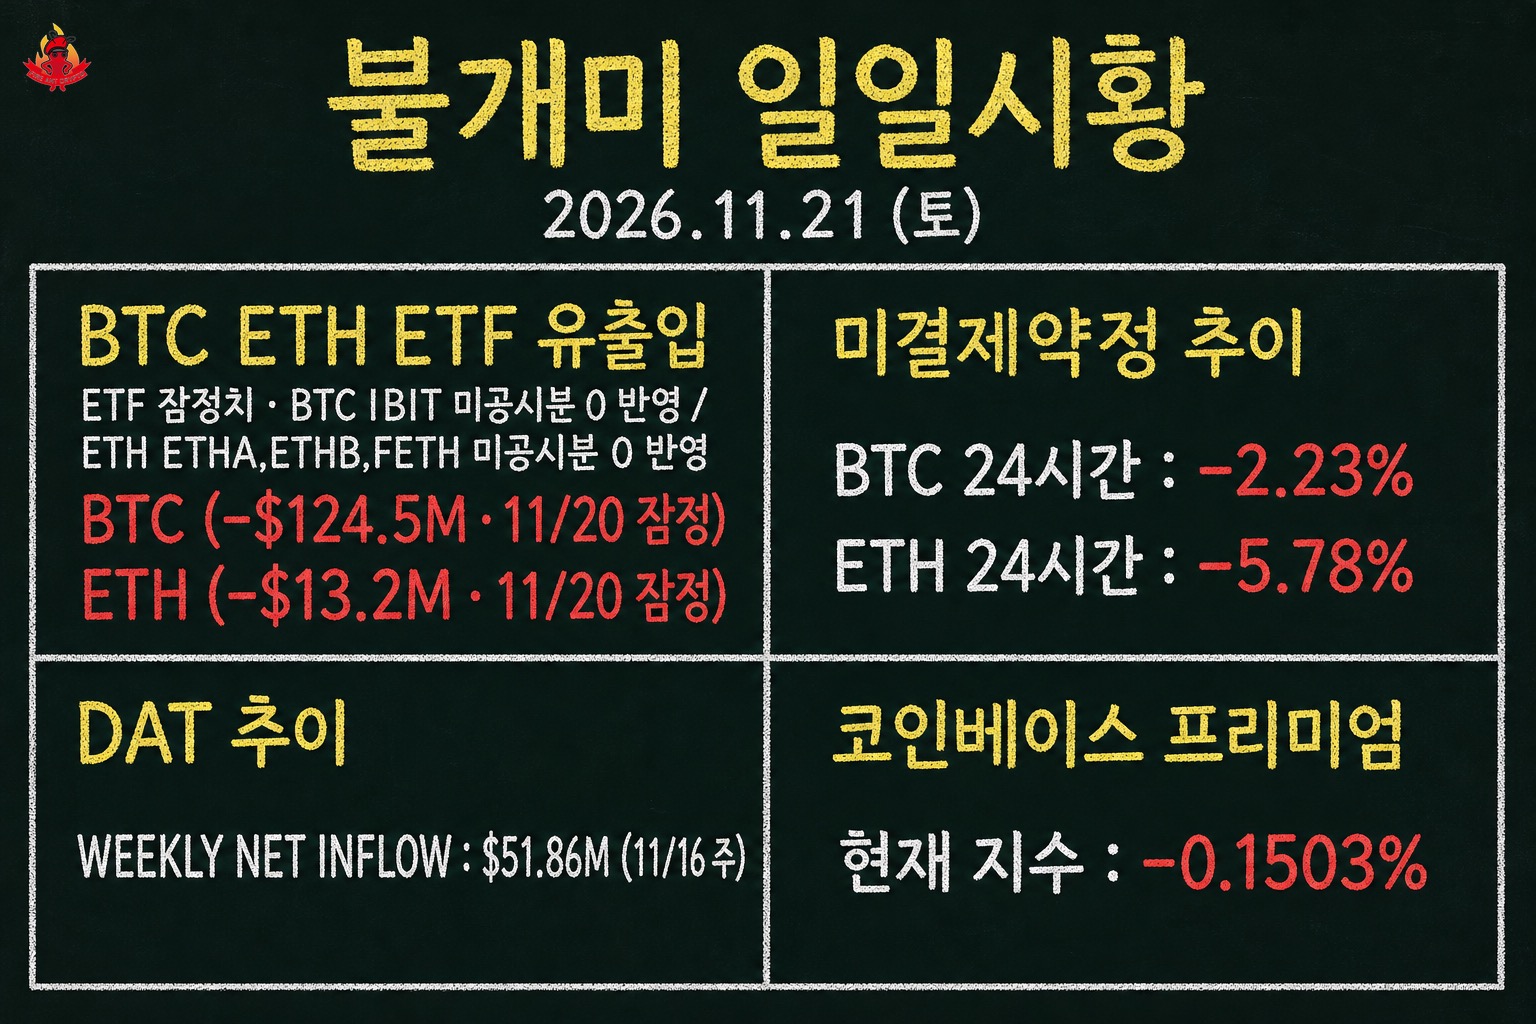 불개미 일일시황
2026.11.21 (토)
BTC ETH ETF 유출입
ETF 잠정치 · BTC IBIT 미공시분 0 반영 /
ETH ETHA,ETHB,FETH 미공시분 0 반영
BTC (−$124.5M · 11/20 잠정)
ETH (−$13.2M · 11/20 잠정)
미결제약정 추이
BTC 24시간 : −2.23%
ETH 24시간 : −5.78%
DAT 추이
WEEKLY NET INFLOW : $51.86M (11/16 주)
코인베이스 프리미엄
현재 지수 : −0.1503%